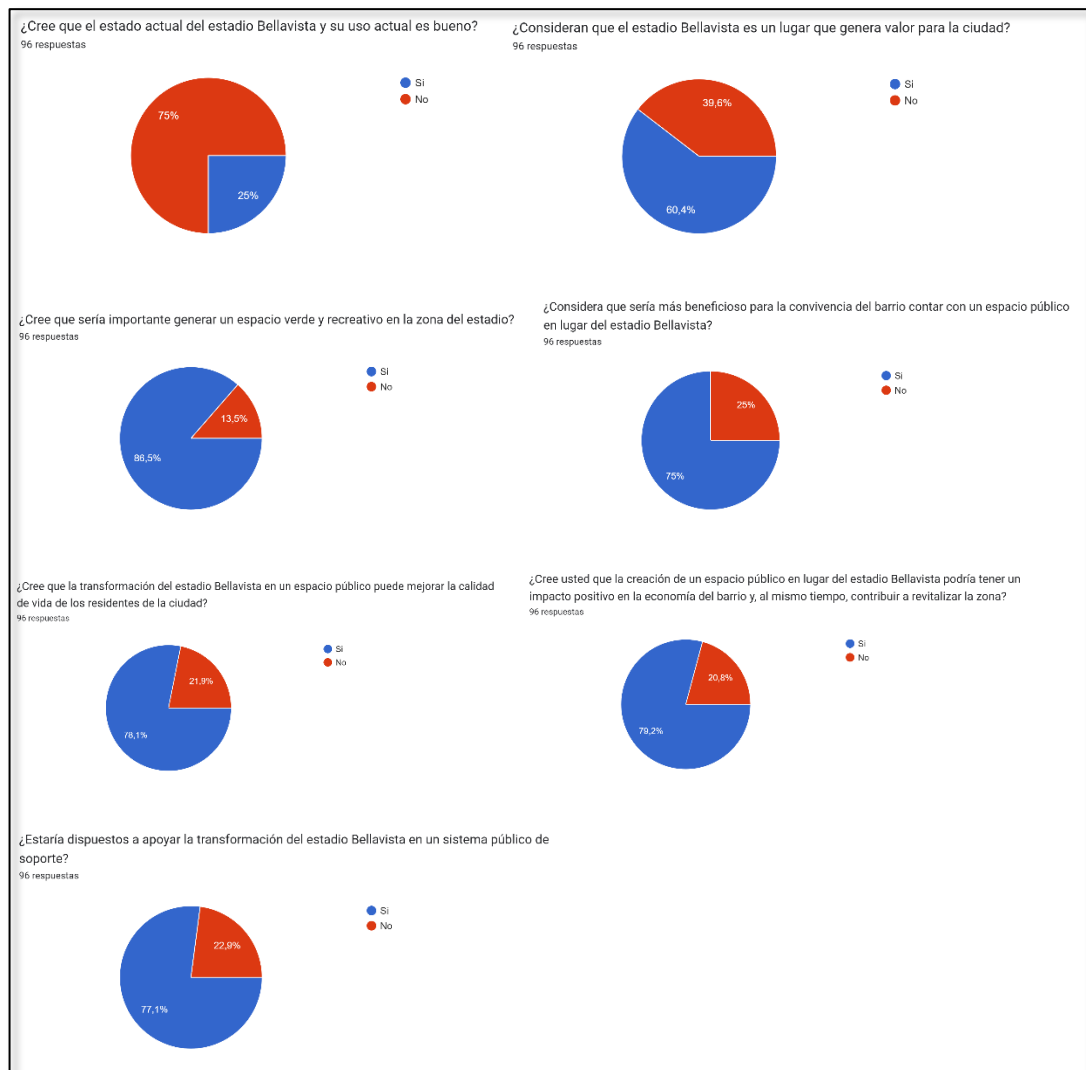 ¿Cree que el estado actual del estadio Bellavista y su uso actual es bueno?
96 respuestas
Si
No
75%
25%
¿Consideran que el estadio Bellavista es un lugar que genera valor para la ciudad?
96 respuestas
Si
No
39,6%
60,4%
¿Cree que sería importante generar un espacio verde y recreativo en la zona del estadio?
96 respuestas
Si
No
13,5%
86,5%
¿Considera que sería más beneficioso para la convivencia del barrio contar con un espacio público
en lugar del estadio Bellavista?
96 respuestas
Si
No
25%
75%
¿Cree que la transformación del estadio Bellavista en un espacio público puede mejorar la calidad
de vida de los residentes de la ciudad?
96 respuestas
Si
No
21,9%
78,1%
¿Cree usted que la creación de un espacio público en lugar del estadio Bellavista podría tener un
impacto positivo en la economía del barrio y, al mismo tiempo, contribuir a revitalizar la zona?
96 respuestas
Si
No
20,8%
79,2%
¿Estaría dispuestos a apoyar la transformación del estadio Bellavista en un sistema público de
soporte?
96 respuestas
Si
No
22,9%
77,1%